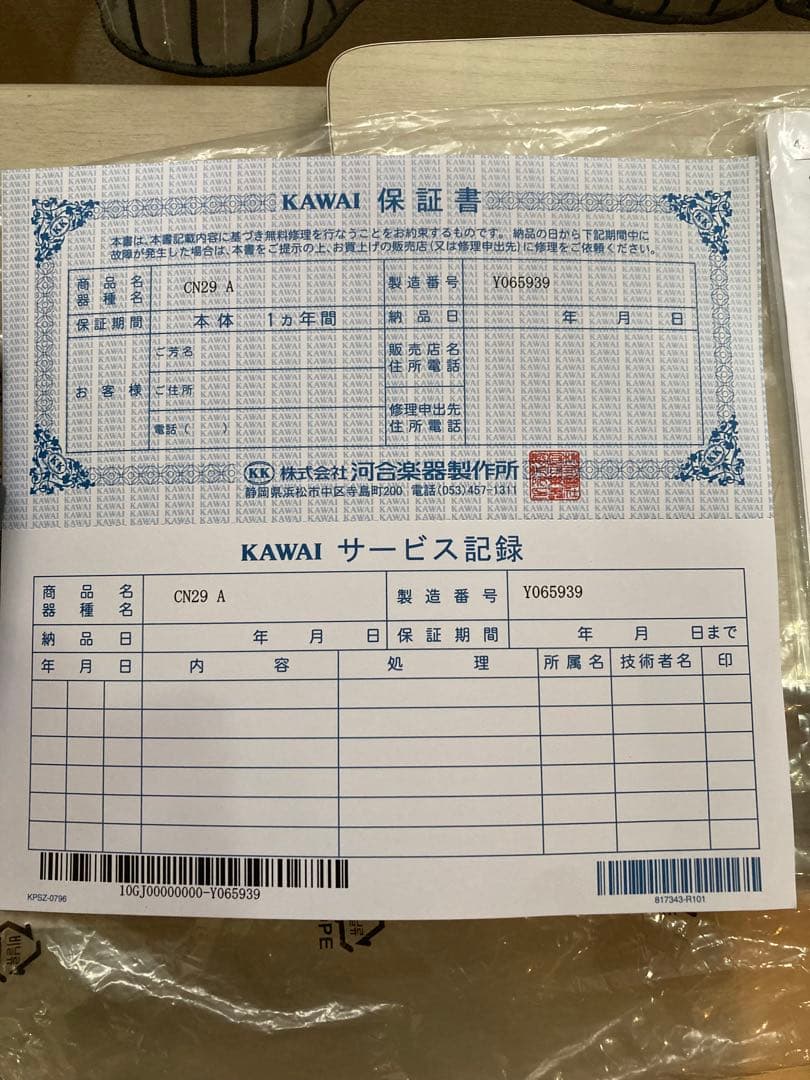 KAWAI 保証書
本書は、本書記載内容に基づき無料修理を行なうことをお約束するものです。納品の日から下記期間中に
故障が発生した場合は、本書をご提示の上、お買上げの販売店(又は修理申出先)に修理をご依頼ください。
商品名
器種名
CN29 A
製造番号
Y065939
保証期間
本体 1ヵ年間
納品日
年 月 日
お客様
ご芳名
ご住所
電話( )
販売店名
住所電話
修理申出先
住所電話
KK 株式会社 河合楽器製作所
静岡県浜松市中区寺島町200 電話(053)457-1311
KAWAI サービス記録
商品名
器種名
CN29 A
製造番号
Y065939
納品日
年 月 日
保証期間
年 月 日まで
年 月 日
内容
処理
所属名
技術者名
印
10GJ00000000-Y065939
KPSZ-0796
817343-R101
비닐류
PE
비닐류